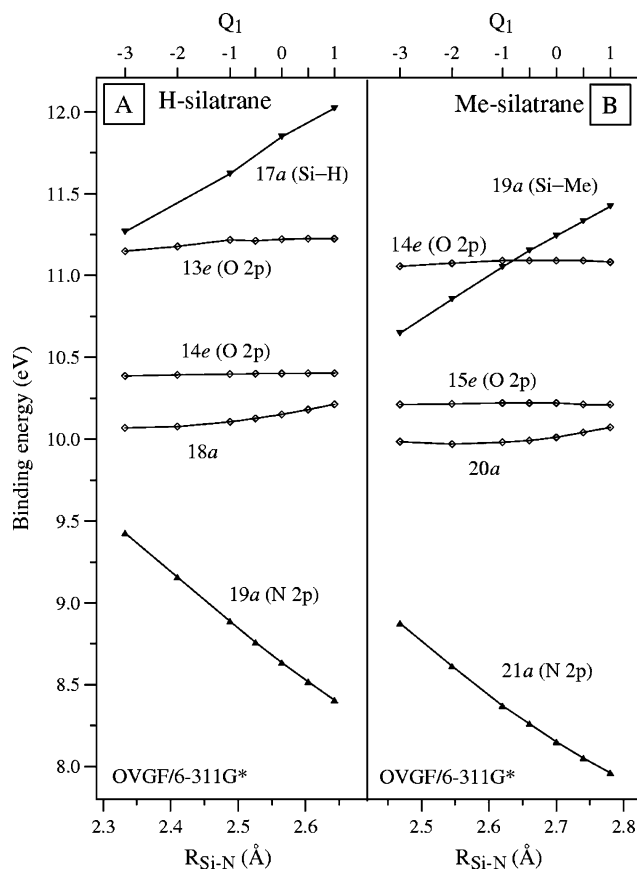 Q1 Q1
-3 -2 -1 0 1 -3 -2 -1 0 1
A H-silatrane Me-silatrane B
12.0
17a (Si–H)
19a (Si–Me)
11.5
14e (O 2p)
13e (O 2p)
11.0
10.5
14e (O 2p)
15e (O 2p)
10.0
18a
20a
Binding energy (eV)
9.5
19a (N 2p)
9.0
21a (N 2p)
8.5
8.0
OVGF/6-311G* OVGF/6-311G*
2.3 2.4 2.5 2.6 2.5 2.6 2.7 2.8
RSi-N (Å) RSi-N (Å)